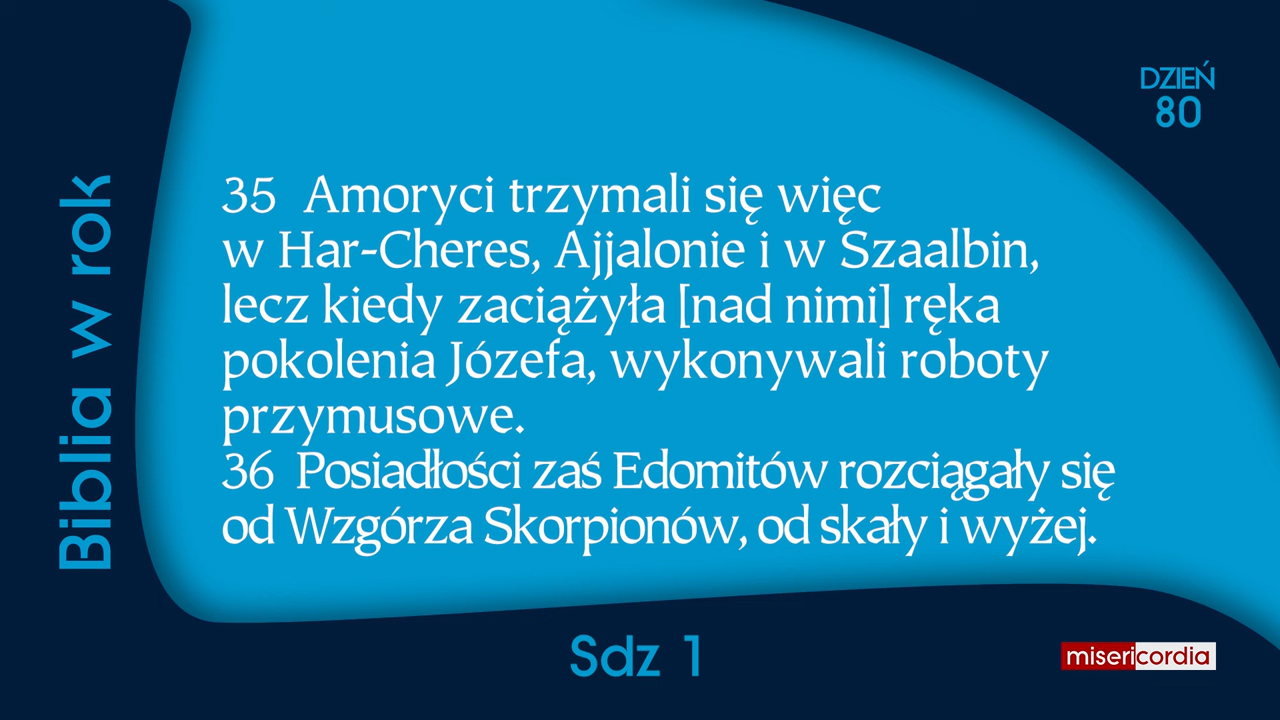 DZIEŃ
80
Biblia w rok
35 Amoryci trzymali się więc
w Har-Cheres, Ajjalonie i w Szaalbin,
lecz kiedy zaciążyła [nad nimi] ręka
pokolenia Józefa, wykonywali roboty
przymusowe.
36 Posiadłości zaś Edomitów rozciągały się
od Wzgórza Skorpionów, od skały i wyżej.
Sdz 1
misericordia